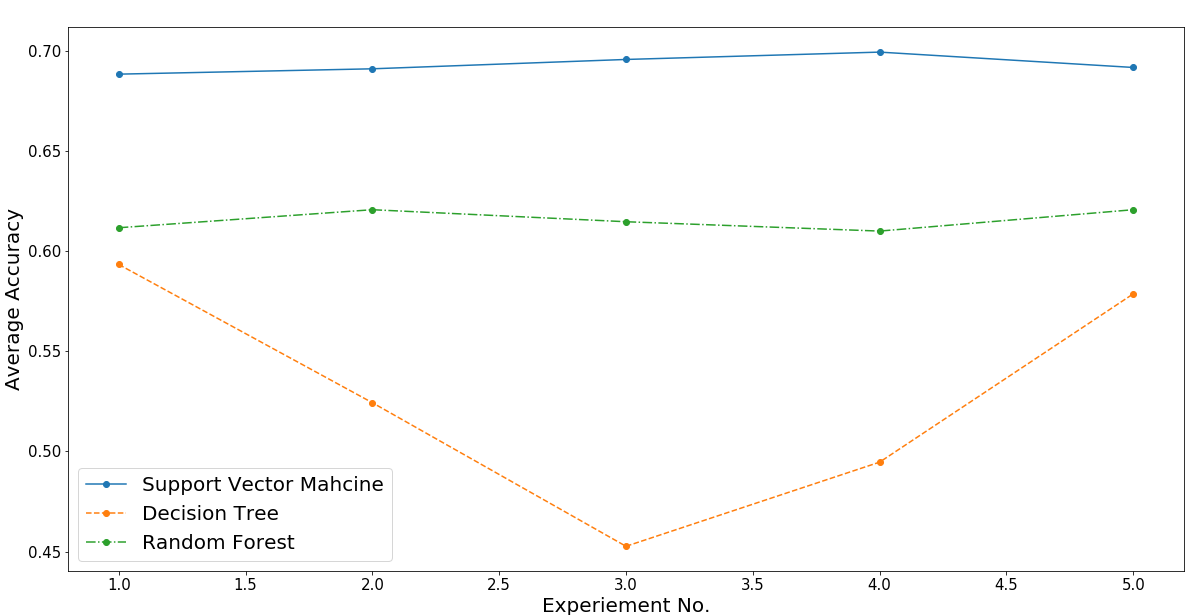 0.70
0.65
0.60
0.55
0.50
0.45
Average Accuracy
Support Vector Mahcine
Decision Tree
Random Forest
1.0 1.5 2.0 2.5 3.0 3.5 4.0 4.5 5.0
Experiement No.